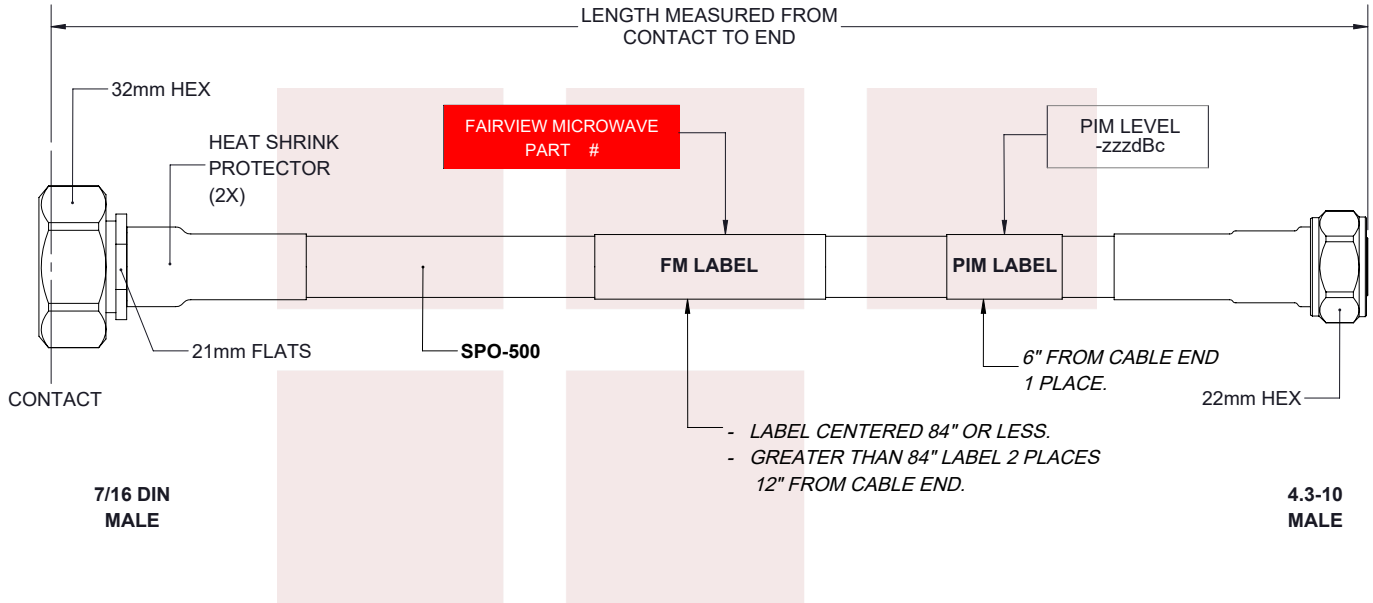 LENGTH MEASURED FROM
CONTACT TO END
32mm HEX
HEAT SHRINK
PROTECTOR
(2X)
FAIRVIEW MICROWAVE
PART #
PIM LEVEL
-zzzdBc
FM LABEL
PIM LABEL
21mm FLATS
SPO-500
6" FROM CABLE END
1 PLACE.
CONTACT
22mm HEX
- LABEL CENTERED 84" OR LESS.
- GREATER THAN 84" LABEL 2 PLACES
12" FROM CABLE END.
7/16 DIN
MALE
4.3-10
MALE